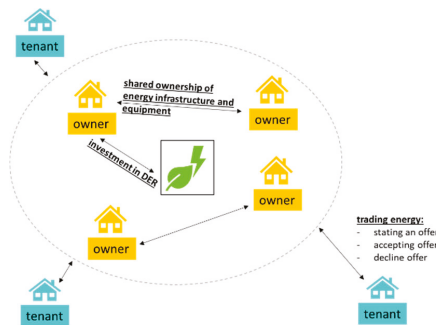 tenant
shared ownership of
energy infrastructure and
equipment
owner
owner
investment in DER
owner
owner
trading energy:
- stating an offer
- accepting offer
- decline offer
tenant
tenant